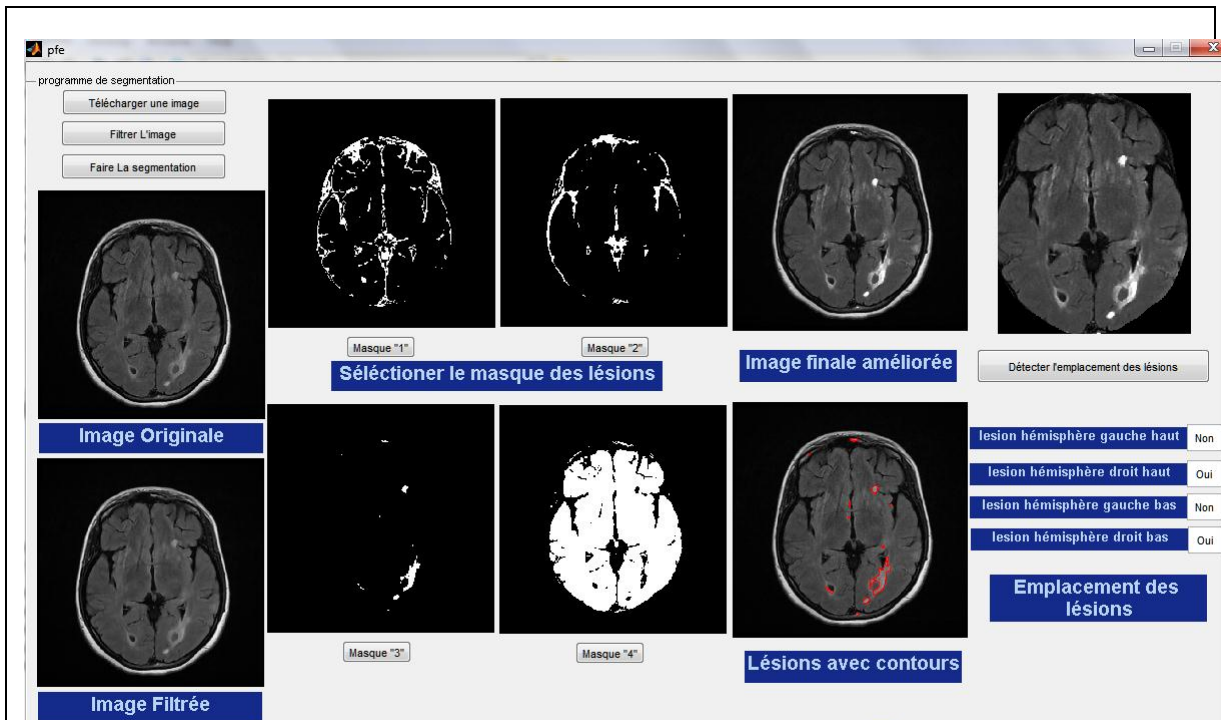 pfe
programme de segmentation
Télécharger une image
Filtrer L'image
Faire La segmentation
Masque "1"
Masque "2"
Séléctioner le masque des lésions
Image finale améliorée
Détecter l'emplacement des lésions
Image Originale
lesion hémisphère gauche haut Non
lesion hémisphère droit haut Oui
lesion hémisphère gauche bas Non
lesion hémisphère droit bas Oui
Emplacement des
lésions
Masque "3"
Masque "4"
Lésions avec contours
Image Filtrée